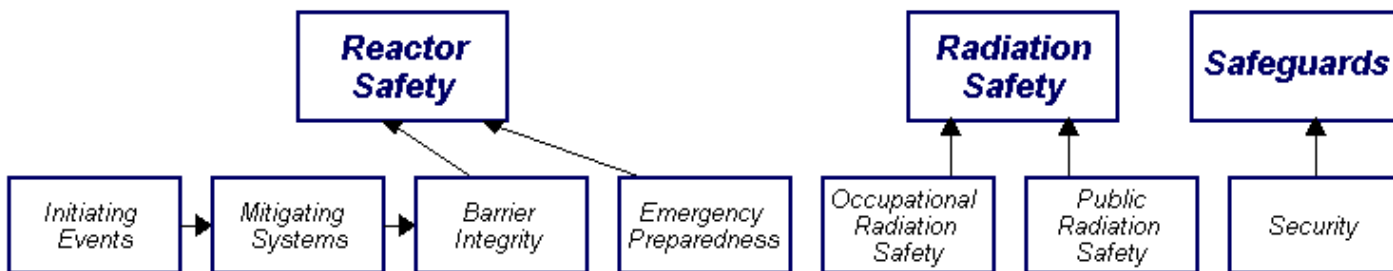 Reactor
Safety
Radiation
Safety
Safeguards
Initiating
Events
Mitigating
Systems
Barrier
Integrity
Emergency
Preparedness
Occupational
Radiation
Safety
Public
Radiation
Safety
Security